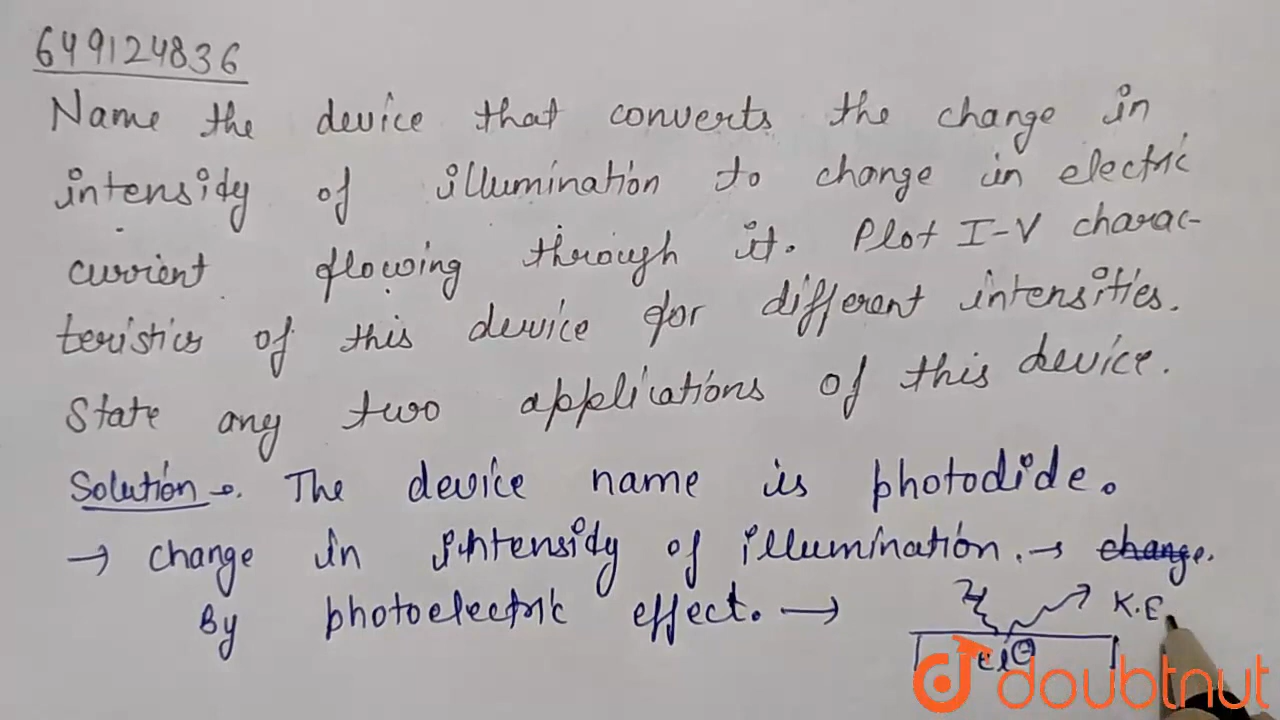 649124836
Name the device that converts the change in
intensidy of illumination to change in electric
current flowing through it. Plot I-V charac-
teristics of this device for different intensities.
State any two applications of this device.
Solution →. The device name is photodide.
→ change in intensidy of illumination. → change.
By photoelectric effect. → K.E
doubtnut